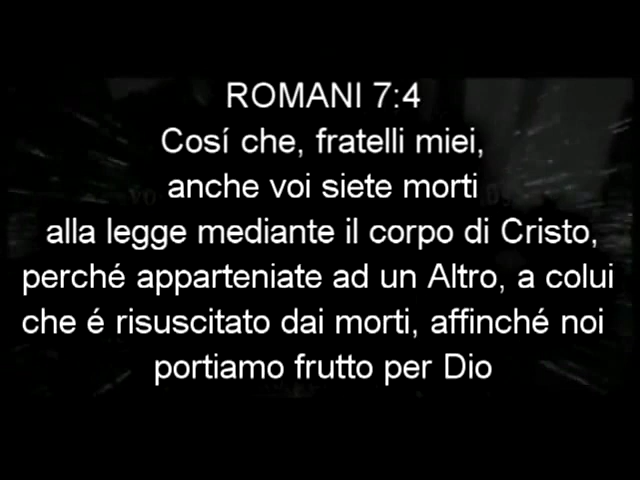 ROMANI 7:4
Cosí che, fratelli miei,
anche voi siete morti
alla legge mediante il corpo di Cristo,
perché apparteniate ad un Altro, a colui
che é risuscitato dai morti, affinché noi
portiamo frutto per Dio